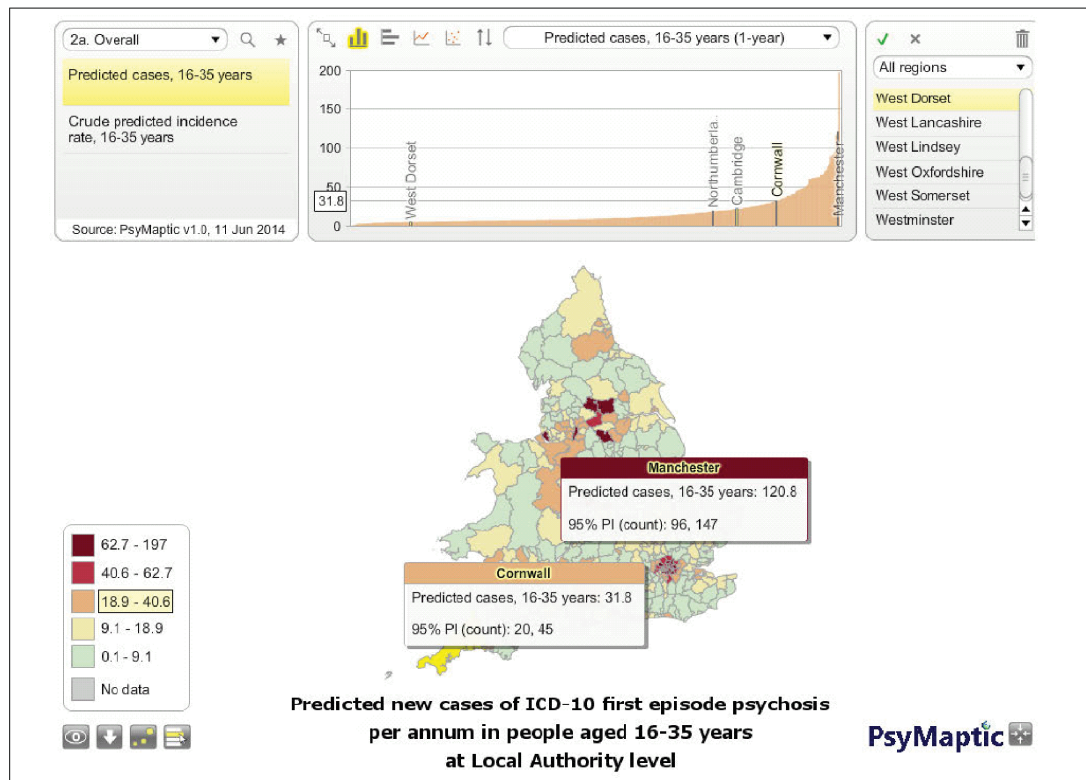 2a. Overall
Predicted cases, 16-35 years
Crude predicted incidence
rate, 16-35 years
Source: PsyMaptic v1.0, 11 Jun 2014
Predicted cases, 16-35 years (1-year)
200
150
100
50
31.8
0
West Dorset
Northumberla..
Cambridge
Cornwall
Manchester
All regions
West Dorset
West Lancashire
West Lindsey
West Oxfordshire
West Somerset
Westminster
Manchester
Predicted cases, 16-35 years: 120.8
95% PI (count): 96, 147
Cornwall
Predicted cases, 16-35 years: 31.8
95% PI (count): 20, 45
62.7 - 197
40.6 - 62.7
18.9 - 40.6
9.1 - 18.9
0.1 - 9.1
No data
Predicted new cases of ICD-10 first episode psychosis
per annum in people aged 16-35 years
at Local Authority level
PsyMaptic